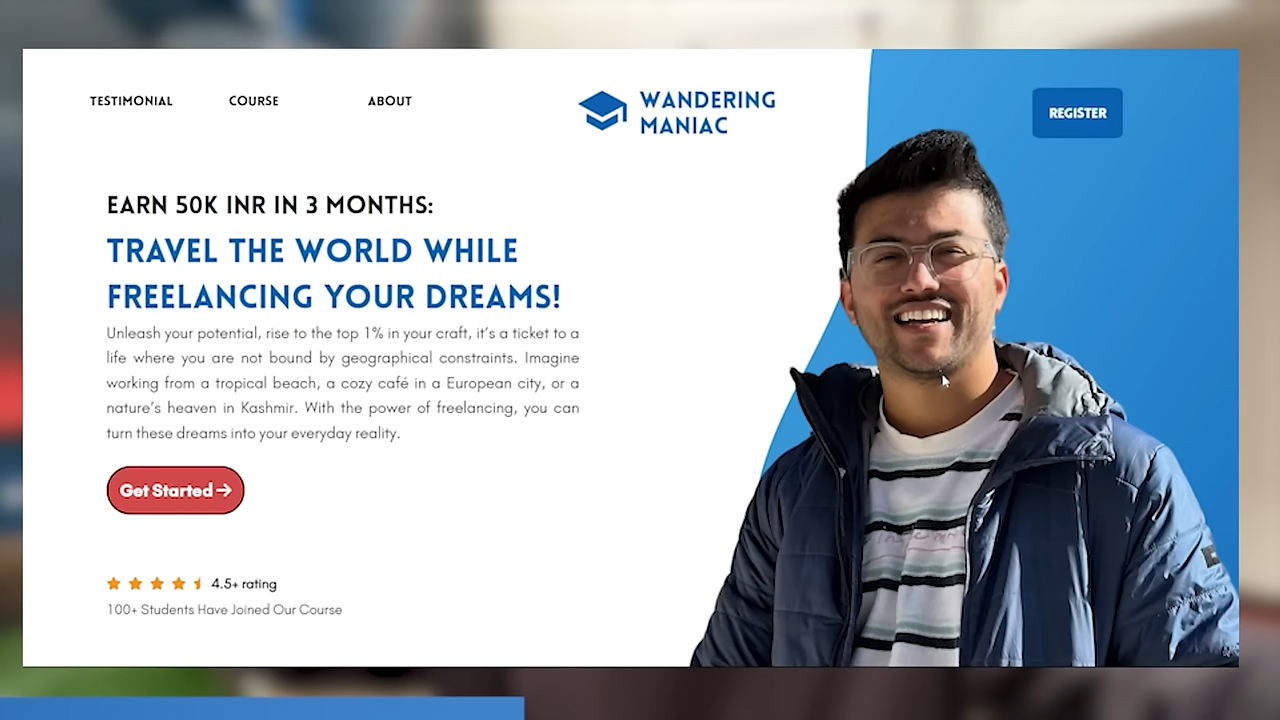 TESTIMONIAL COURSE ABOUT
WANDERING
MANIAC
REGISTER
EARN 50K INR IN 3 MONTHS:
TRAVEL THE WORLD WHILE
FREELANCING YOUR DREAMS!
Unleash your potential, rise to the top 1% in your craft, it's a ticket to a
life where you are not bound by geographical constraints. Imagine
working from a tropical beach, a cozy café in a European city, or a
nature's heaven in Kashmir. With the power of freelancing, you can
turn these dreams into your everyday reality.
Get Started →
4.5+ rating
100+ Students Have Joined Our Course